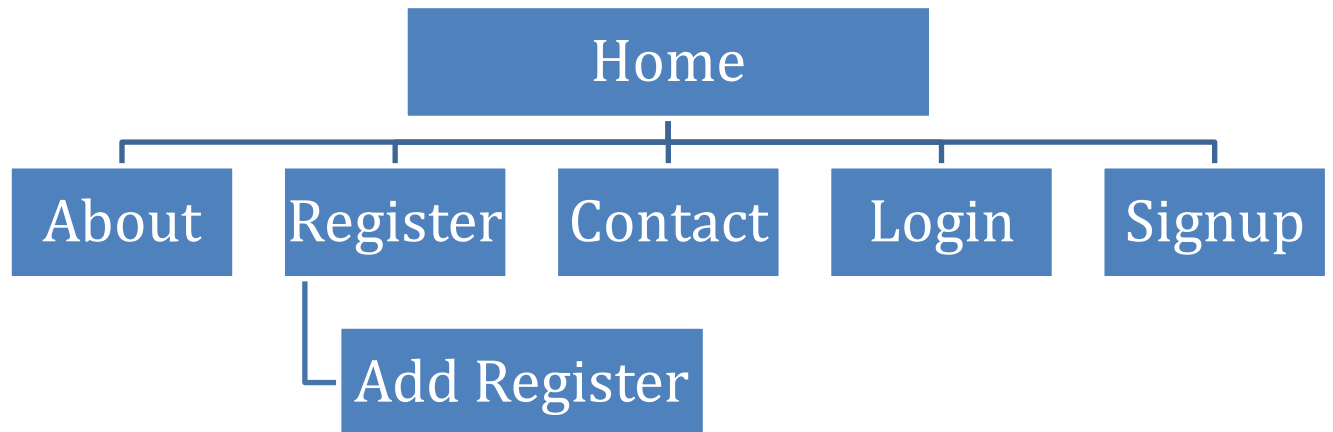 Home
About
Register
Contact
Login
Signup
Add Register